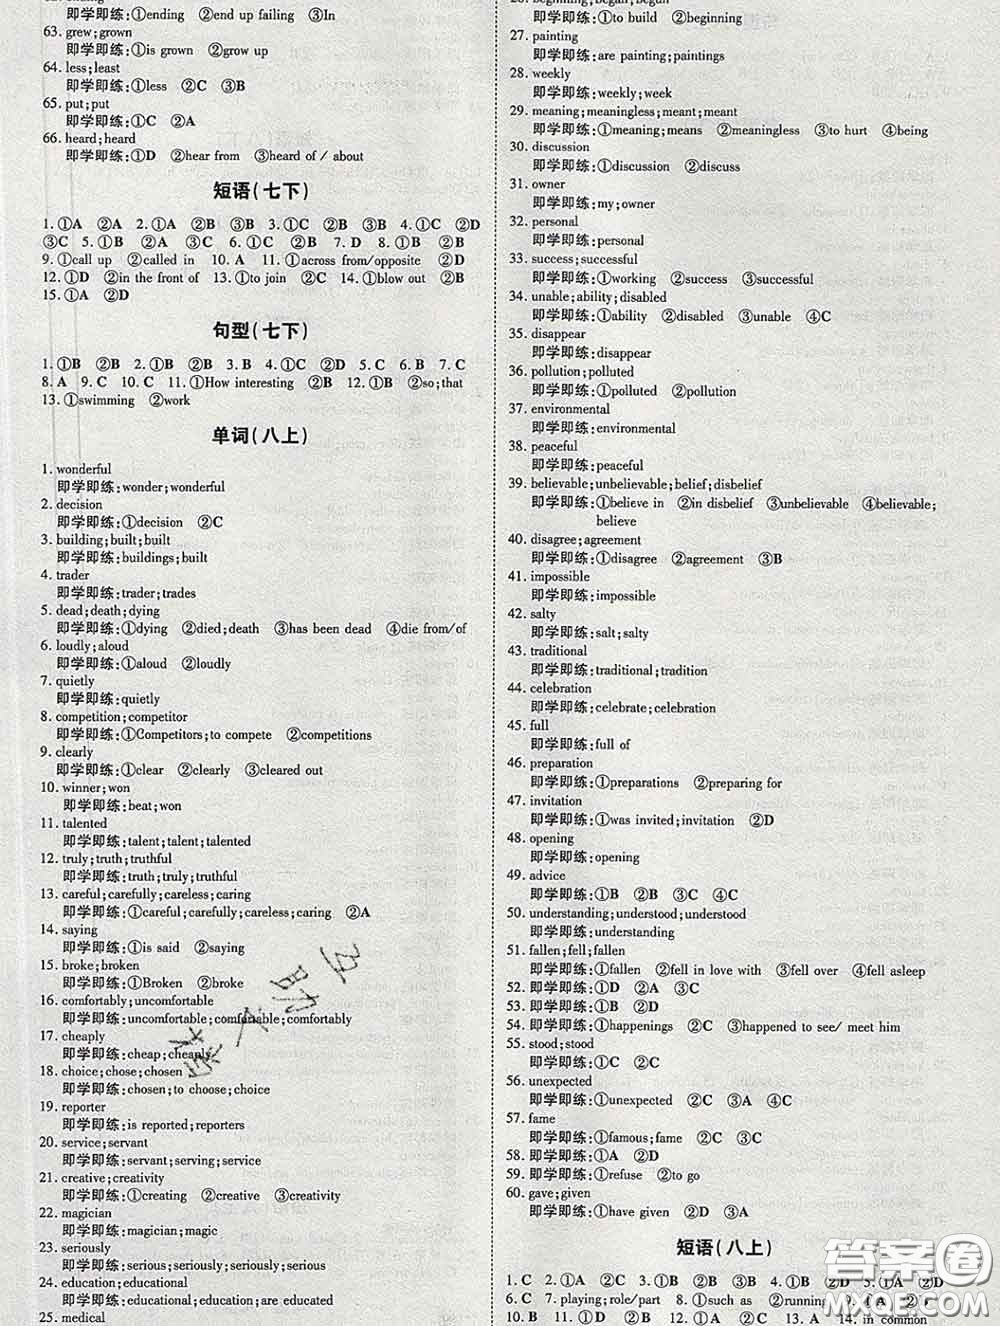 即学即练:①ending ②end up failing ③In
63. grew;grown
即学即练:①is grown ②grow up
64. less;least
即学即练:①less ②C ③B
65. put;put
即学即练:①C ②A
66. heard;heard
即学即练:①D ②hear from ③heard of / about
短语(七下)
1. ①A ②A 2. ①A ②B ③B 3. ①C ②B ③B 4. ①C ②D
③C 5. ①B ②A ③C 6. ①C ②B 7. D 8. ①B ②B
9. ①call up ②called in 10. A 11. ①across from/opposite ②D
12. ①D ②in the front of 13. ①to join ②C 14. ①blow out ②D
15. ①A ②D
句型(七下)
1. ①B ②B 2. ①B ②B 3. B 4. ①C ②D 5. C 6. B 7. C
8. A 9. C 10. C 11. ①How interesting ②B 12. ①B ②so;that
13. ①swimming ②work
单词(八上)
1. wonderful
即学即练:wonder;wonderful
2. decision
即学即练:①decision ②C
3. building;built;built
即学即练:buildings;built
4. trader
即学即练:trader;trades
5. dead;death;dying
即学即练:①dying ②died;death ③has been dead ④die from/of
6. loudly;aloud
即学即练:①aloud ②loudly
7. quietly
即学即练:quietly
8. competition;competitor
即学即练:①Competitors;to compete ②competitions
9. clearly
即学即练:①clear ②clearly ③cleared out
10. winner;won
即学即练:beat;won
11. talented
即学即练:talent;talent;talented
12. truly;truth;truthful
即学即练:truth;truly;truthful
13. careful;carefully;careless;caring
即学即练:①careful;carefully;careless;caring ②A
14. saying
即学即练:①is said ②saying
15. broke;broken
即学即练:①Broken ②broke
16. comfortably;uncomfortable
即学即练:uncomfortable;comfortable;comfortably
17. cheaply
即学即练:cheap;cheaply
18. choice;chose;chosen
即学即练:chosen;to choose;choice
19. reporter
即学即练:is reported;reporters
20. service;servant
即学即练:servant;serving;service
21. creative;creativity
即学即练:①creating ②creative ③creativity
22. magician
即学即练:magician;magic
23. seriously
即学即练:serious;seriously;seriously;serious
24. education;educational
即学即练:educational;education;are educated
25. medical
即学即练:①to build ②beginning
27. painting
即学即练:are painting;paintings
28. weekly
即学即练:weekly;week
29. meaning;meaningless;meant;meant
即学即练:①meaning;means ②meaningless ③to hurt ④being
30. discussion
即学即练:①discussion ②discuss
31. owner
即学即练:my;owner
32. personal
即学即练:personal
33. success;successful
即学即练:①working ②success ③successful
34. unable;ability;disabled
即学即练:①ability ②disabled ③unable ④C
35. disappear
即学即练:disappear
36. pollution;polluted
即学即练:①polluted ②pollution
37. environmental
即学即练:environmental
38. peaceful
即学即练:peaceful
39. believable;unbelievable;belief;disbelief
即学即练:①believe in ②in disbelief ③unbelievable ④believable;
believe
40. disagree;agreement
即学即练:①disagree ②agreement ③B
41. impossible
即学即练:impossible
42. salty
即学即练:salt;salty
43. traditional
即学即练:traditional;tradition
44. celebration
即学即练:celebrate;celebration
45. full
即学即练:full of
46. preparation
即学即练:①preparations ②preparing for
47. invitation
即学即练:①was invited;invitation ②D
48. opening
即学即练:opening
49. advice
即学即练:①B ②B ③C ④C
50. understanding;understood;understood
即学即练:understanding
51. fallen;fell;fallen
即学即练:①fallen ②fell in love with ③fell over ④fell asleep
52. 即学即练:①D ②A ③C
53. 即学即练:①B ②D
54. 即学即练:①happenings ②C ③happened to see/ meet him
55. stood;stood
即学即练:①C ②C
56. unexpected
即学即练:①unexpected ②C ③A ④C
57. fame
即学即练:①famous;fame ②C ③C
58. 即学即练:①A ②D
59. 即学即练:①refuse ②to go
60. gave;given
即学即练:①have given ②D ③A
短语(八上)
1. C 2. ①A ②C 3. ①B ②B 4. ①B ②D 5. ①A ②D
6. C 7. playing;role/part 8. ①such as ②running 9. ①A ②D
10. B 11. ①B ②B 12. ①D ②B 13. A 14. in common
答案圈
MXQE.COM